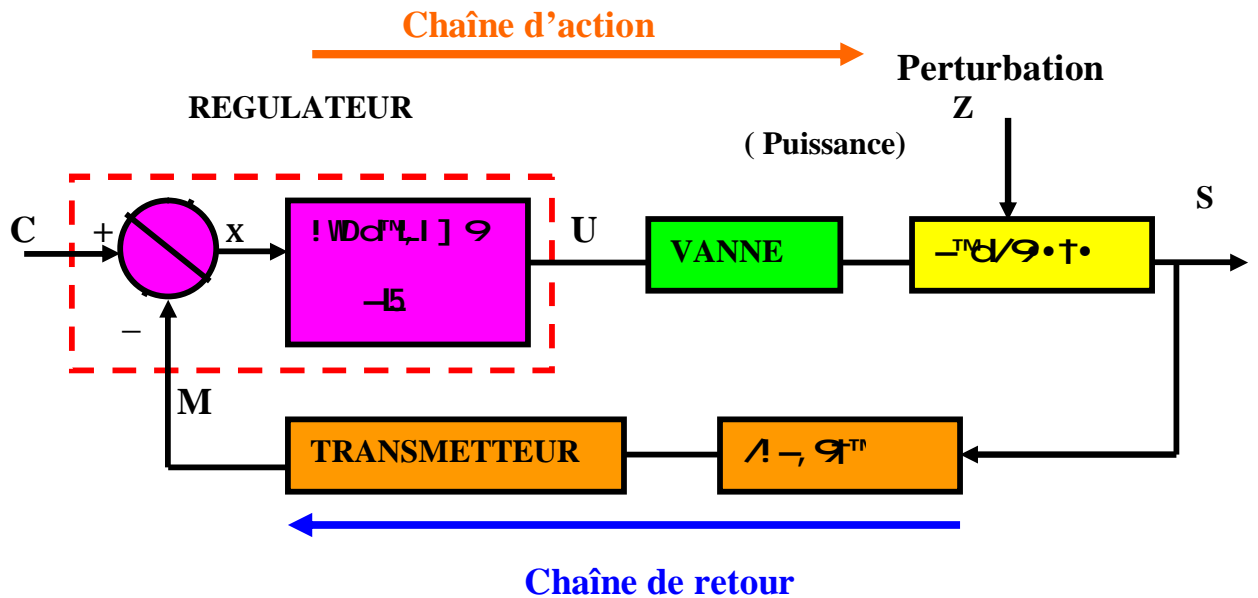 Chaîne d'action
Perturbation
REGULATEUR
Z
( Puissance)
S
C
+
x
U
VANNE
–
M
TRANSMETTEUR
Chaîne de retour